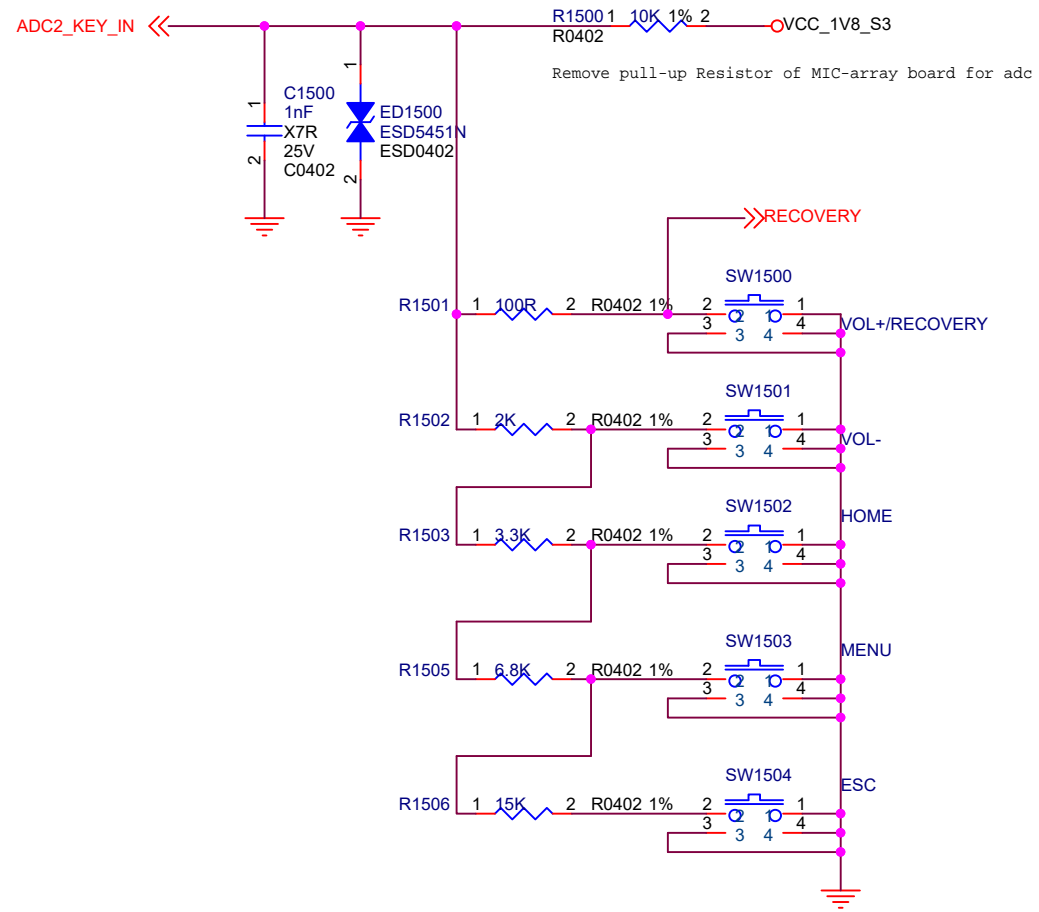 ADC2_KEY_IN
R1500 1 10K 1% 2
R0402
VCC_1V8_S3
Remove pull-up Resistor of MIC-array board for adc
1
C1500
1nF
X7R
25V
C0402
2
1
ED1500
ESD5451N
ESD0402
2
RECOVERY
SW1500
R1501 1 100R 2 R0402 1% 2 1
2 1
3 4
3 4
VOL+/RECOVERY
SW1501
R1502 1 2K 2 R0402 1% 2 1
2 1
3 4
3 4
VOL-
SW1502
HOME
R1503 1 3.3K 2 R0402 1% 2 1
2 1
3 4
3 4
SW1503
MENU
R1505 1 6.8K 2 R0402 1% 2 1
2 1
3 4
3 4
SW1504
ESC
R1506 1 15K 2 R0402 1% 2 1
2 1
3 4
3 4